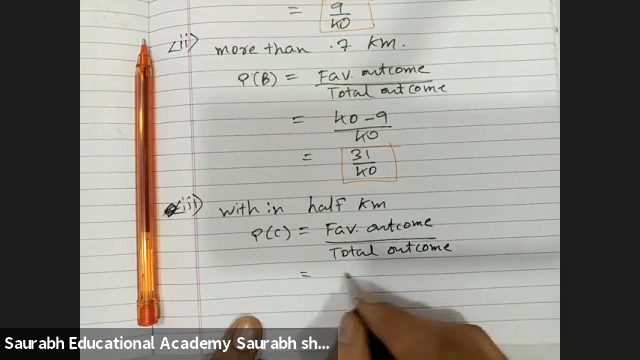 = 9/40
<ii> more than .7 km.
P(B) = Fav. outcome / Total outcome
= 40 - 9 / 40
= 31/40
<iii> with in half km
P(C) = Fav. outcome / Total outcome
=
Saurabh Educational Academy Saurabh sh...